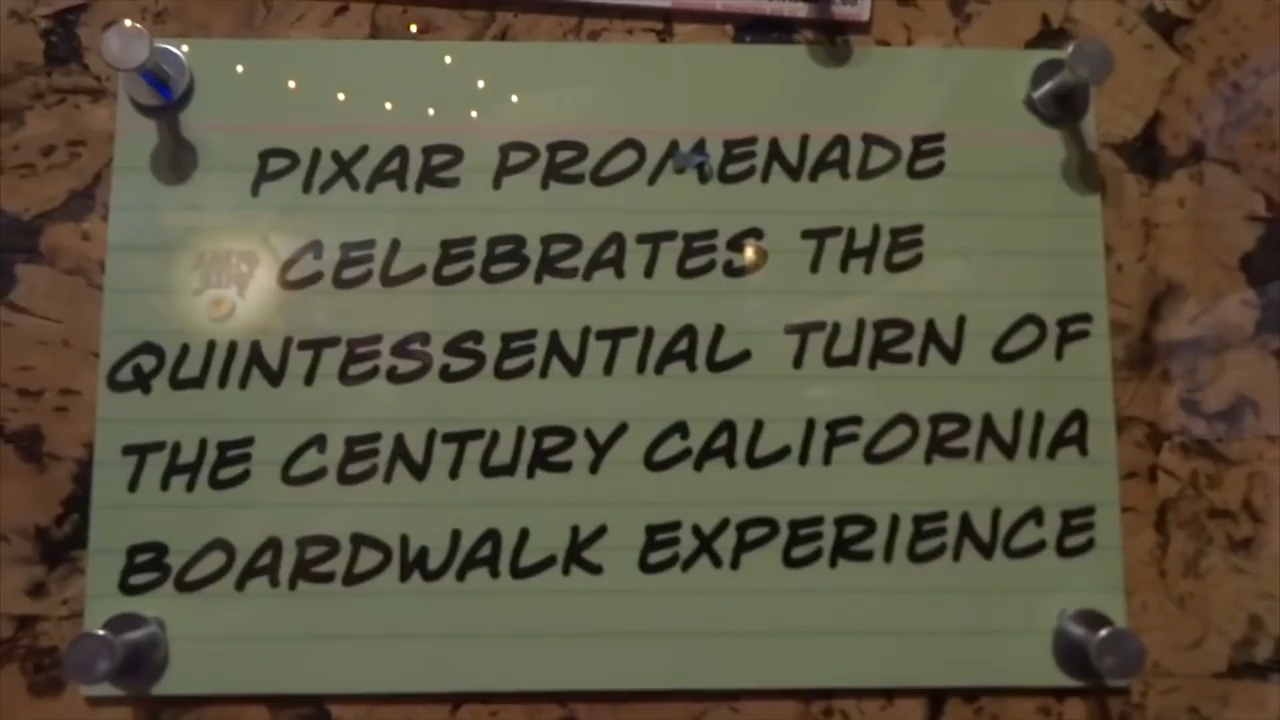 PIXAR PROMENADE
CELEBRATES THE
QUINTESSENTIAL TURN OF
THE CENTURY CALIFORNIA
BOARDWALK EXPERIENCE